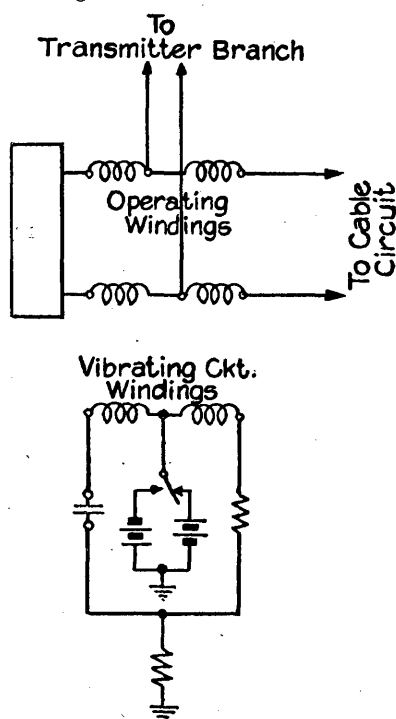 To
Transmitter Branch
Operating
Windings
To Cable
Circuit
Vibrating Ckt.
Windings